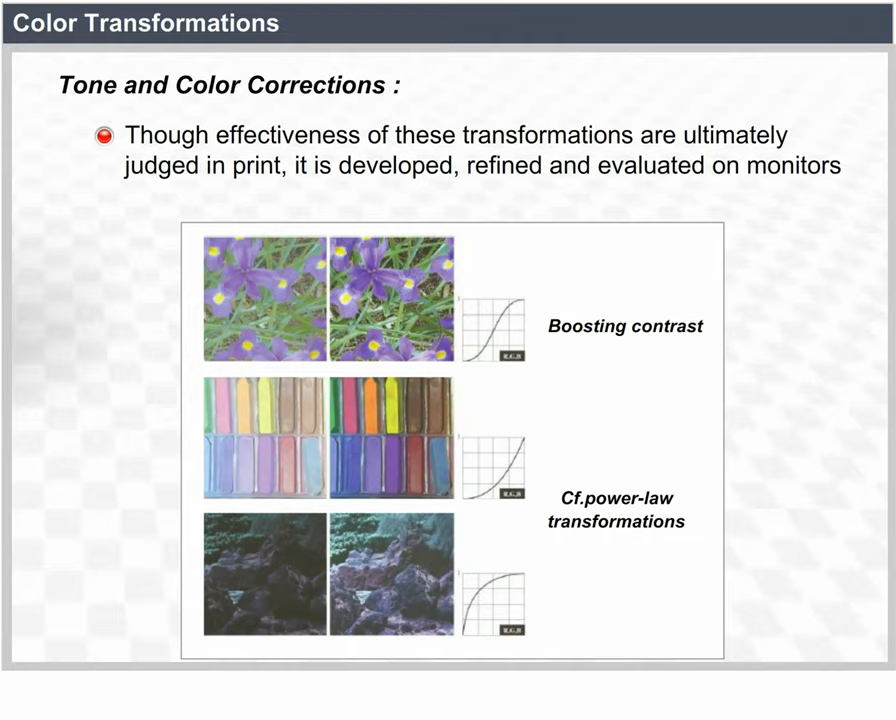 Color Transformations
Tone and Color Corrections :
Though effectiveness of these transformations are ultimately
judged in print, it is developed, refined and evaluated on monitors
Boosting contrast
Cf.power-law
transformations